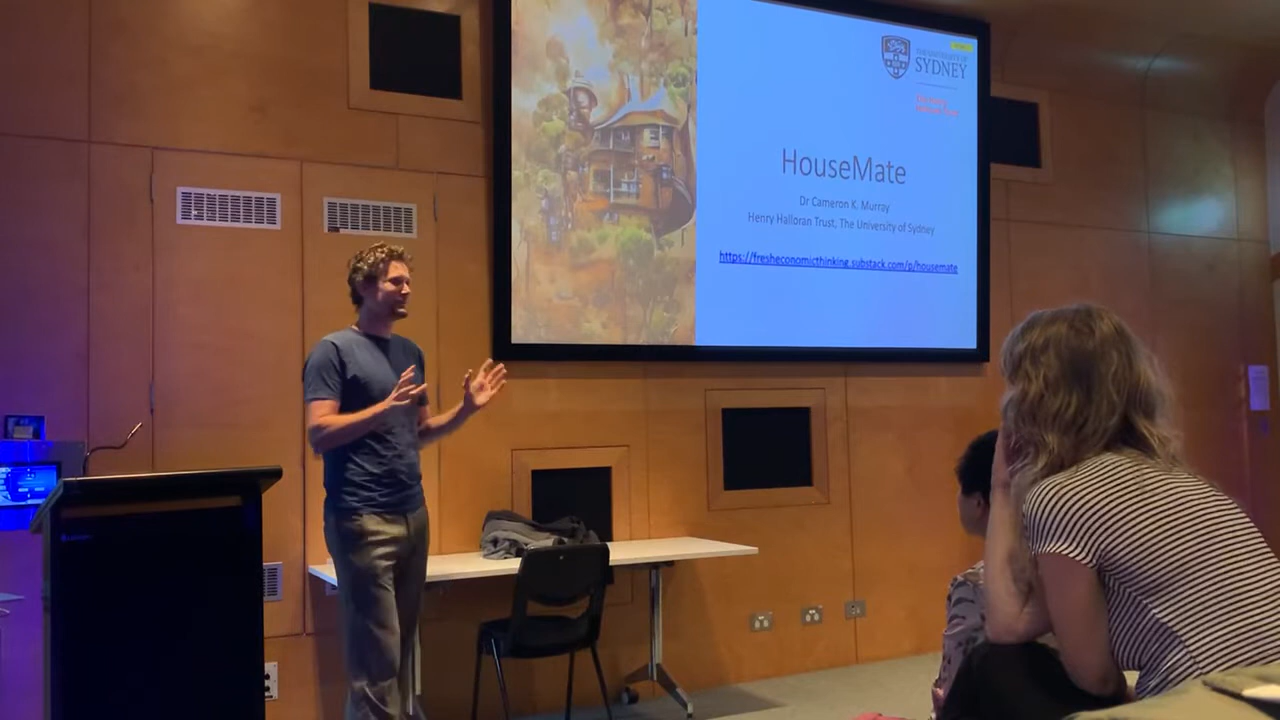 THE UNIVERSITY OF
SYDNEY
HouseMate
Dr Cameron K. Murray
Henry Halloran Trust, The University of Sydney
https://fresheconomicthinking.substack.com/p/housemate